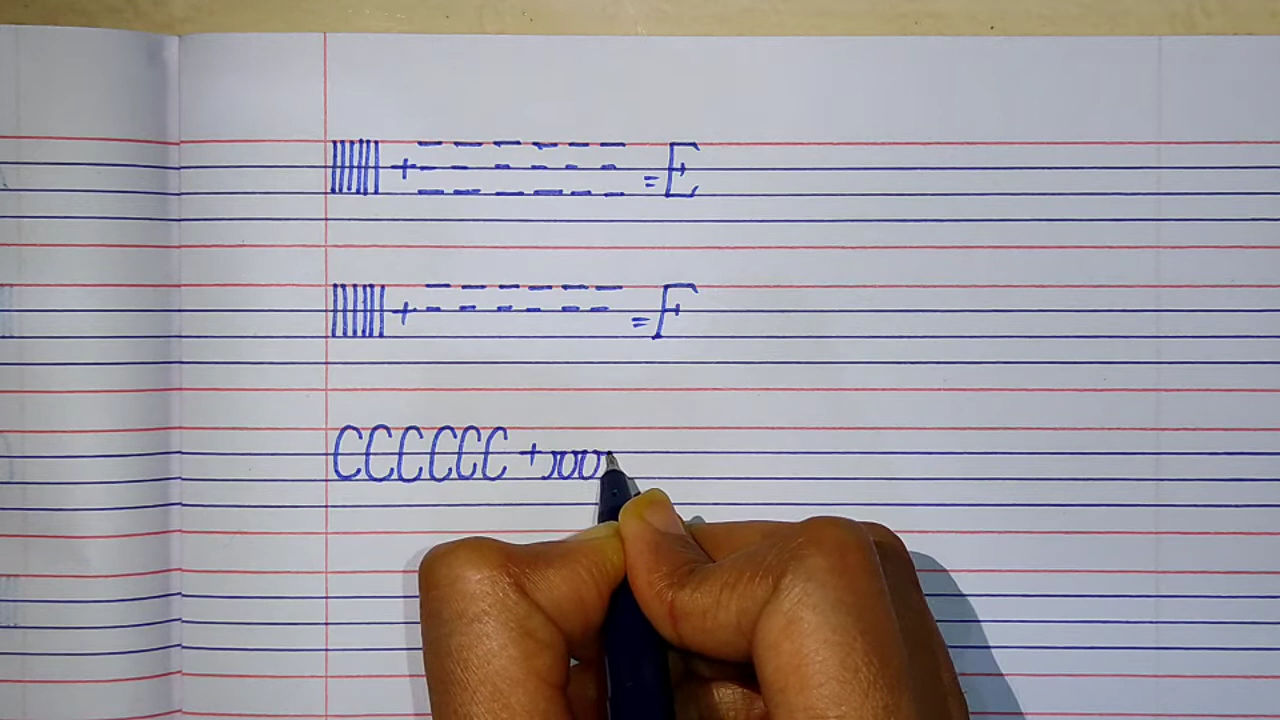 ||||| + — — — — — — = E
|||||| + — — — — — — = F
CCCCCC +